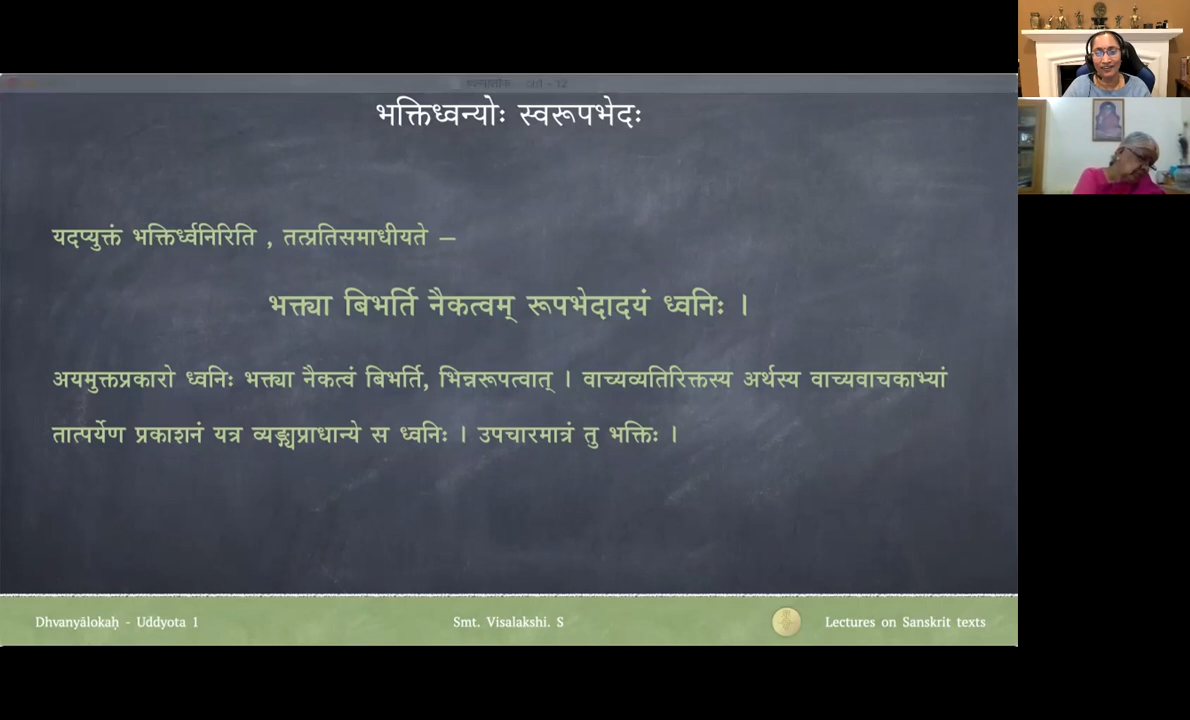 भक्तिध्वन्योः स्वरूपभेदः
यदप्युक्तं भक्तिर्ध्वनिरिति , तत्प्रतिसमाधीयते –
भक्त्या बिभर्ति नैकत्वम् रूपभेदादयं ध्वनिः ।
अयमुक्तप्रकारो ध्वनिः भक्त्या नैकत्वं बिभर्ति, भिन्नरूपत्वात् । वाच्यव्यतिरिक्तस्य अर्थस्य वाच्यवाचकाभ्यां
तात्पर्येण प्रकाशनं यत्र व्यङ्ग्यप्राधान्ये स ध्वनिः । उपचारमात्रं तु भक्तिः ।
Dhvanyālokaḥ - Uddyota 1
Smt. Visalakshi. S
Lectures on Sanskrit texts